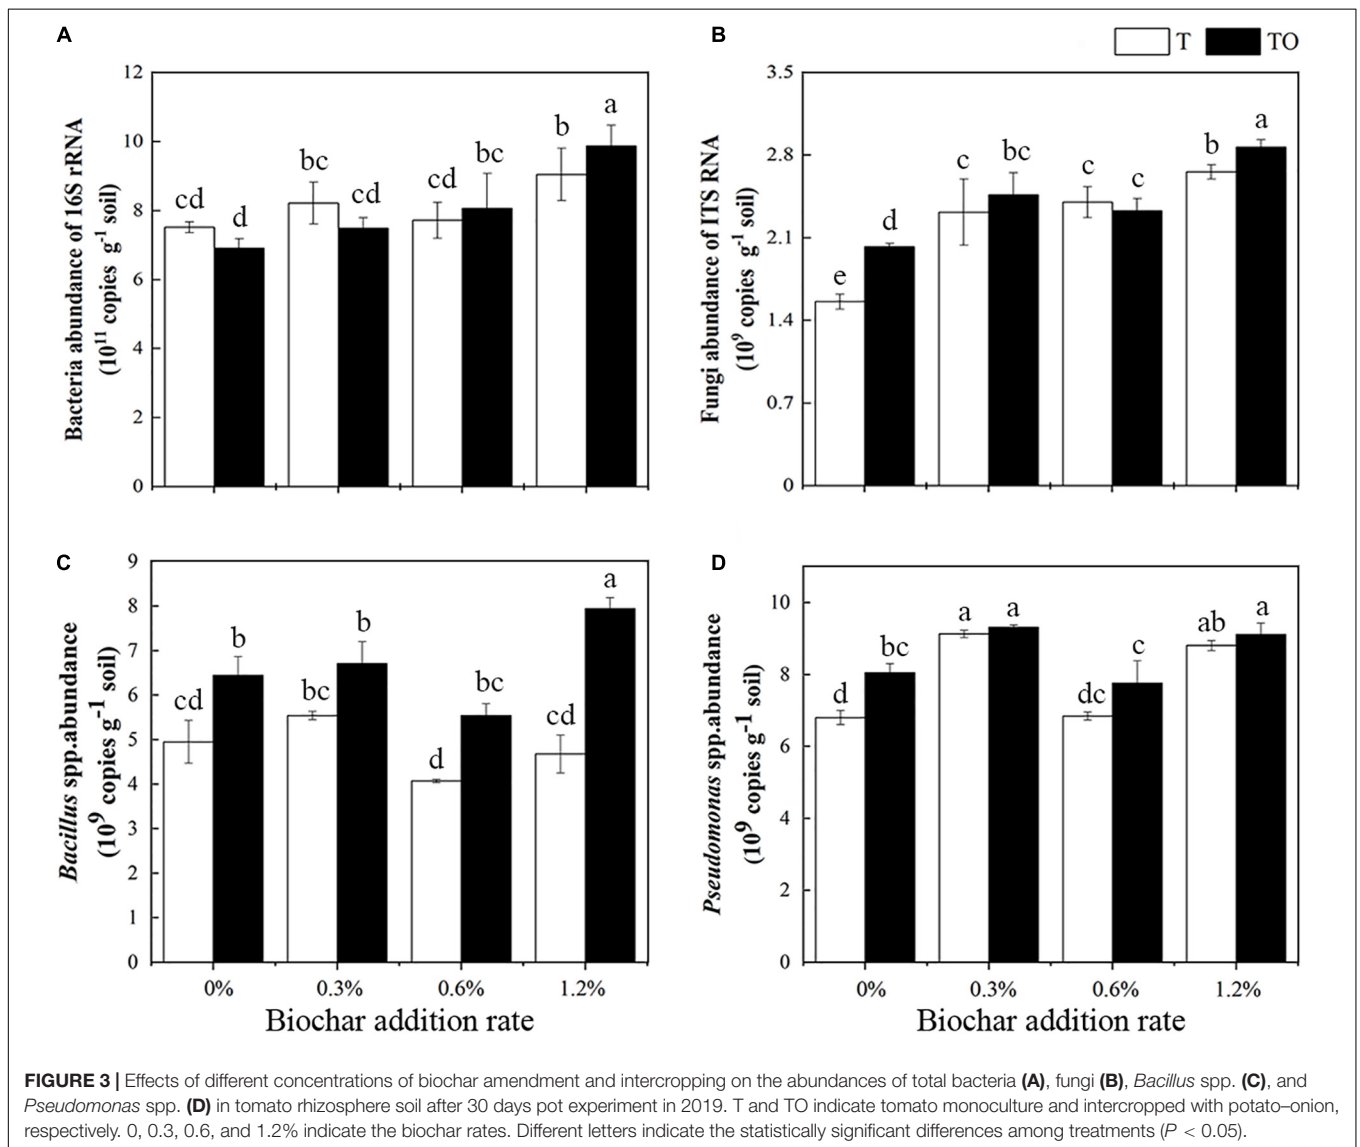 A
Bacteria abundance of 16S rRNA
(10¹¹ copies g⁻¹ soil)
12
10
8
6
4
2
0
cd
d
bc
cd
cd
bc
b
a
B
T
TO
Fungi abundance of ITS RNA
(10⁹ copies g⁻¹ soil)
3.5
2.8
2.1
1.4
0.7
0
e
d
c
bc
c
c
b
a
C
Bacillus spp.abundance
(10⁹ copies g⁻¹ soil)
9
8
7
6
5
4
3
2
1
0
cd
b
bc
b
d
bc
cd
a
0%
0.3%
0.6%
1.2%
Biochar addition rate
D
Pseudomonas spp.abundance
(10⁹ copies g⁻¹ soil)
10
8
6
4
2
0
d
bc
a
a
dc
c
ab
a
0%
0.3%
0.6%
1.2%
Biochar addition rate
FIGURE 3 | Effects of different concentrations of biochar amendment and intercropping on the abundances of total bacteria (A), fungi (B), Bacillus spp. (C), and
Pseudomonas spp. (D) in tomato rhizosphere soil after 30 days pot experiment in 2019. T and TO indicate tomato monoculture and intercropped with potato–onion,
respectively. 0, 0.3, 0.6, and 1.2% indicate the biochar rates. Different letters indicate the statistically significant differences among treatments (P < 0.05).